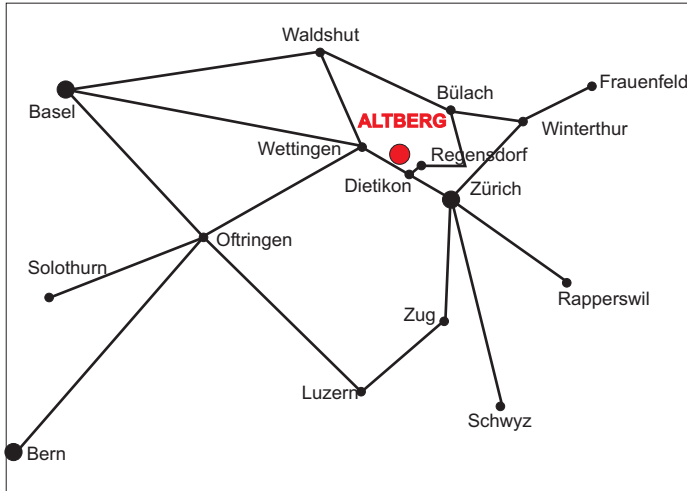 Waldshut
Frauenfeld
Bülach
Basel
ALTBERG
Winterthur
Wettingen
Regensdorf
Dietikon
Zürich
Oftringen
Solothurn
Rapperswil
Zug
Luzern
Schwyz
Bern